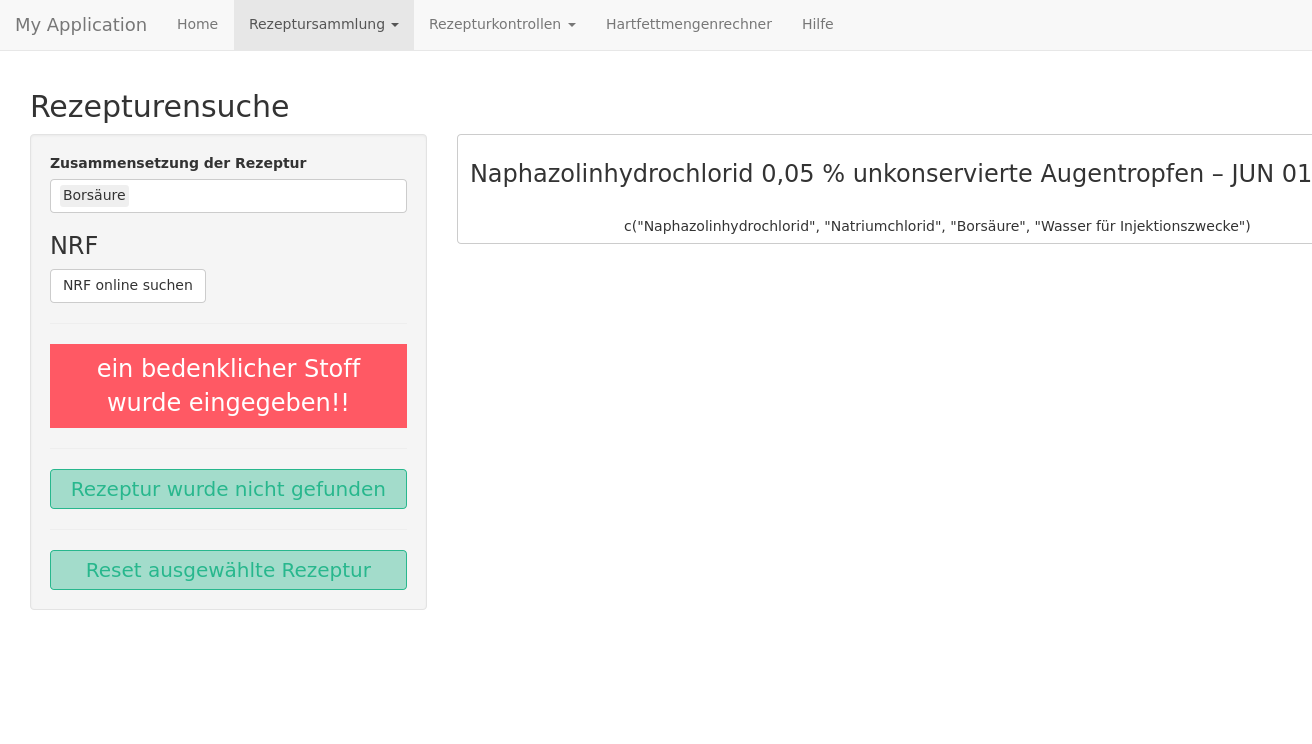 My Application Home Rezeptursammlung Rezepturkontrollen Hartfettmengenrechner Hilfe
Rezepturensuche
Zusammensetzung der Rezeptur
Borsäure
NRF
NRF online suchen
ein bedenklicher Stoff
wurde eingegeben!!
Rezeptur wurde nicht gefunden
Reset ausgewählte Rezeptur
Naphazolinhydrochlorid 0,05 % unkonservierte Augentropfen – JUN 01
c("Naphazolinhydrochlorid", "Natriumchlorid", "Borsäure", "Wasser für Injektionszwecke")